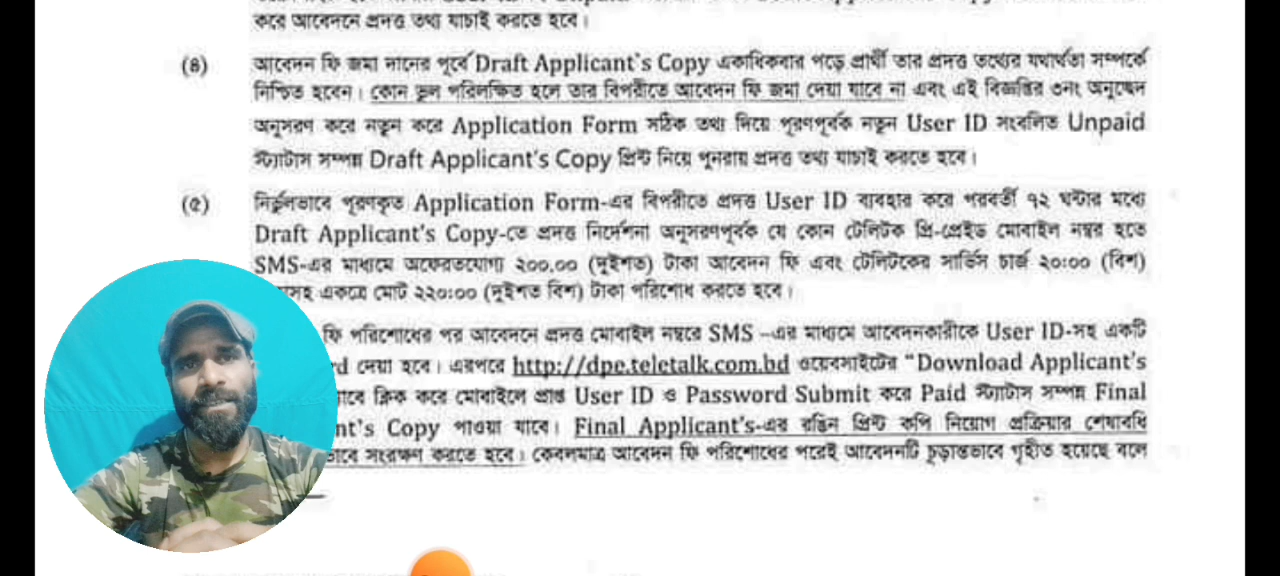 করে আবেদনে প্রদত্ত তথ্য যাচাই করতে হবে।
(৪) আবেদন ফি জমা দানের পূর্বে Draft Applicant's Copy একাধিকবার পড়ে প্রার্থী তার প্রদত্ত তথ্যের যথার্থতা সম্পর্কে
নিশ্চিত হবেন। কোন ভুল পরিলক্ষিত হলে তার বিপরীতে আবেদন ফি জমা দেয়া যাবে না এবং এই বিজ্ঞপ্তির ৩নং অনুচ্ছেদ
অনুসরণ করে নতুন করে Application Form সঠিক তথ্য দিয়ে পূরণপূর্বক নতুন User ID সংবলিত Unpaid
স্ট্যাটাস সম্পন্ন Draft Applicant's Copy প্রিন্ট নিয়ে পুনরায় প্রদত্ত তথ্য যাচাই করতে হবে।
(৫) নির্ভুলভাবে পূরণকৃত Application Form-এর বিপরীতে প্রদত্ত User ID ব্যবহার করে পরবর্তী ৭২ ঘন্টার মধ্যে
Draft Applicant's Copy-তে প্রদত্ত নির্দেশনা অনুসরণপূর্বক যে কোন টেলিটক প্রি-প্রেইড মোবাইল নম্বর হতে
SMS-এর মাধ্যমে অফেরতযোগ্য ২০০.০০ (দুইশত) টাকা আবেদন ফি এবং টেলিটকের সার্ভিস চার্জ ২০:০০ (বিশ)
সহ একত্রে মোট ২২০:০০ (দুইশত বিশ) টাকা পরিশোধ করতে হবে।
ফি পরিশোধের পর আবেদনে প্রদত্ত মোবাইল নম্বরে SMS –এর মাধ্যমে আবেদনকারীকে User ID-সহ একটি
rd দেয়া হবে। এরপরে http://dpe.teletalk.com.bd ওয়েবসাইটের “Download Applicant's
ভাবে ক্লিক করে মোবাইলে প্রাপ্ত User ID ও Password Submit করে Paid স্ট্যাটাস সম্পন্ন Final
nt's Copy পাওয়া যাবে। Final Applicant's-এর রঙিন প্রিন্ট কপি নিয়োগ প্রক্রিয়ার শেষাবধি
ভাবে সংরক্ষণ করতে হবে। কেবলমাত্র আবেদন ফি পরিশোধের পরেই আবেদনটি চূড়ান্তভাবে গৃহীত হয়েছে বলে